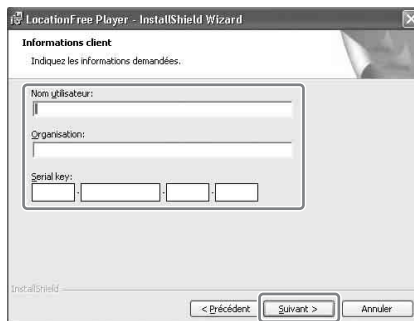 LocationFree Player - InstallShield Wizard
Informations client
Indiquez les informations demandées.
Nom utilisateur:
Organisation:
Serial key:
InstallShield
< Précédent
Suivant >
Annuler